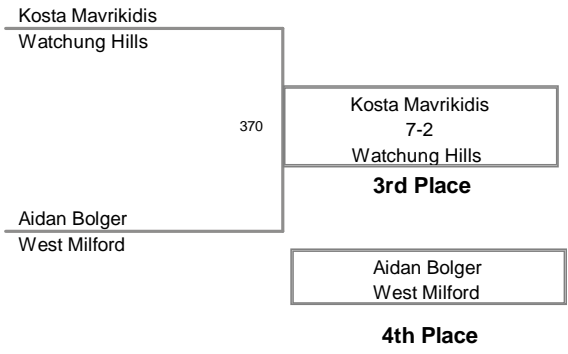 Kosta Mavrikidis
Watchung Hills
370
Kosta Mavrikidis
7-2
Watchung Hills
3rd Place
Aidan Bolger
West Milford
Aidan Bolger
West Milford
4th Place